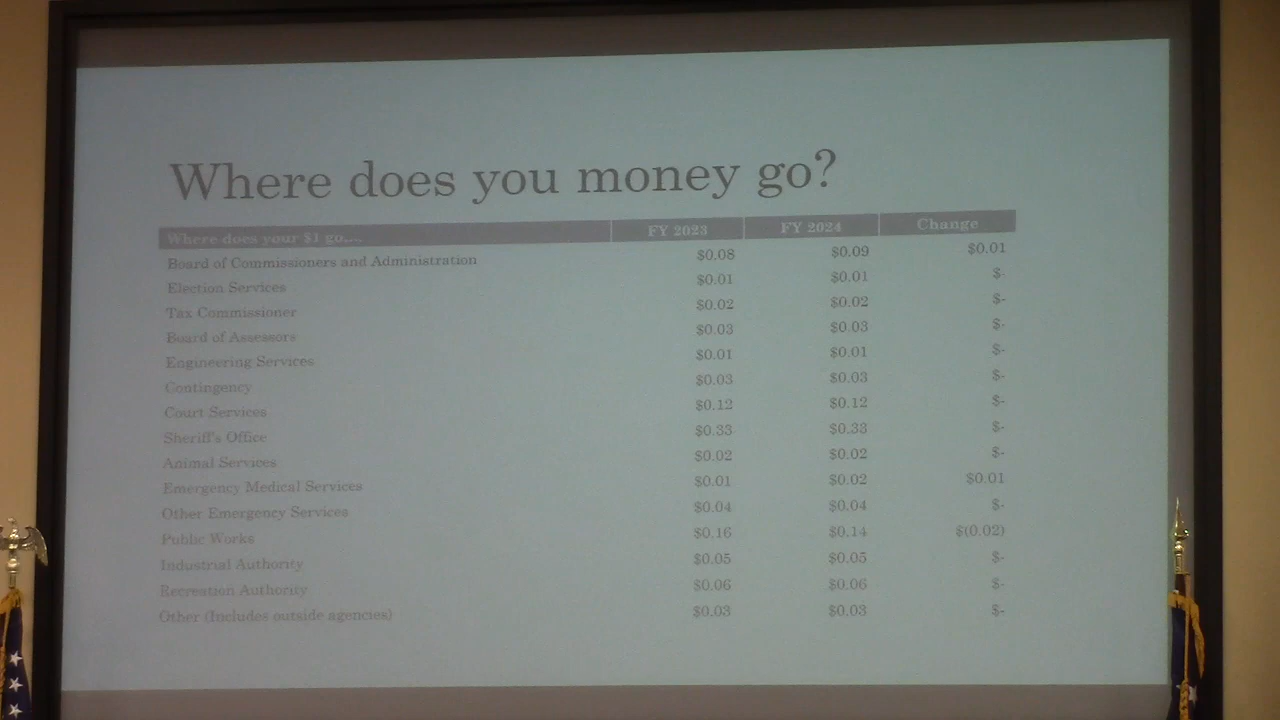 Where does you money go?
Where does your $1 go.... FY 2023 FY 2024 Change
Board of Commissioners and Administration $0.08 $0.09 $0.01
Election Services $0.01 $0.01 $-
Tax Commissioner $0.02 $0.02 $-
Board of Assessors $0.03 $0.03 $-
Engineering Services $0.01 $0.01 $-
Contingency $0.03 $0.03 $-
Court Services $0.12 $0.12 $-
Sheriff's Office $0.33 $0.33 $-
Animal Services $0.02 $0.02 $-
Emergency Medical Services $0.01 $0.02 $0.01
Other Emergency Services $0.04 $0.04 $-
Public Works $0.16 $0.14 $(0.02)
Industrial Authority $0.05 $0.05 $-
Recreation Authority $0.06 $0.06 $-
Other (Includes outside agencies) $0.03 $0.03 $-